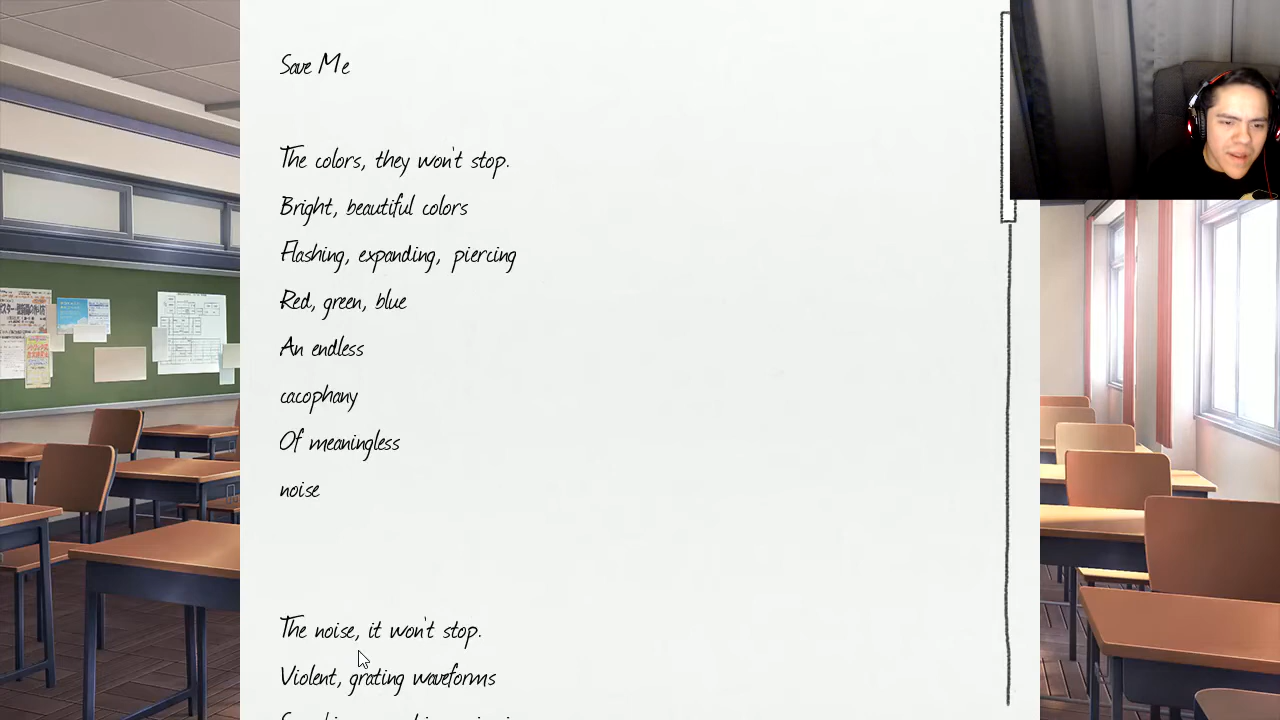 Save Me
The colors, they won't stop.
Bright, beautiful colors
Flashing, expanding, piercing
Red, green, blue
An endless
cacophany
Of meaningless
noise
The noise, it won't stop.
Violent, grating waveforms